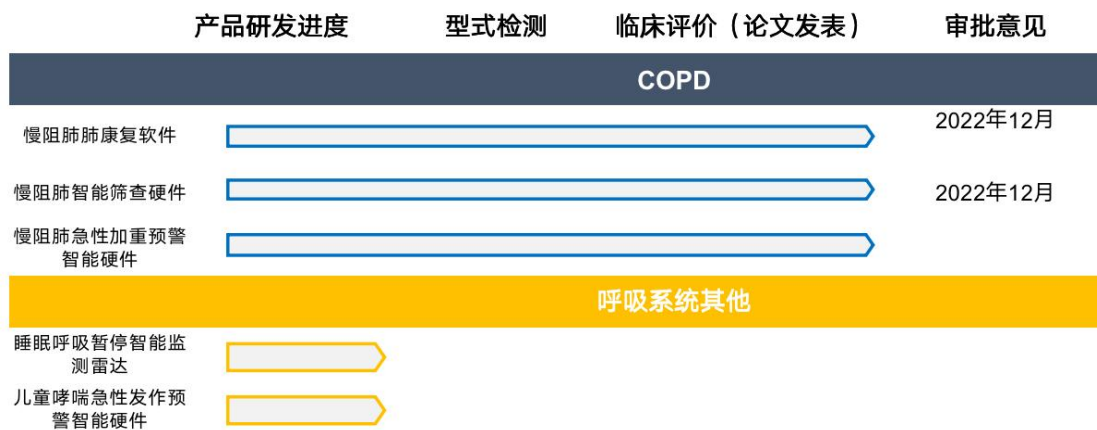 产品研发进度 型式检测 临床评价（论文发表） 审批意见
COPD
慢阻肺肺康复软件 2022年12月
慢阻肺智能筛查硬件 2022年12月
慢阻肺急性加重预警
智能硬件
呼吸系统其他
睡眠呼吸暂停智能监
测雷达
儿童哮喘急性发作预
警智能硬件